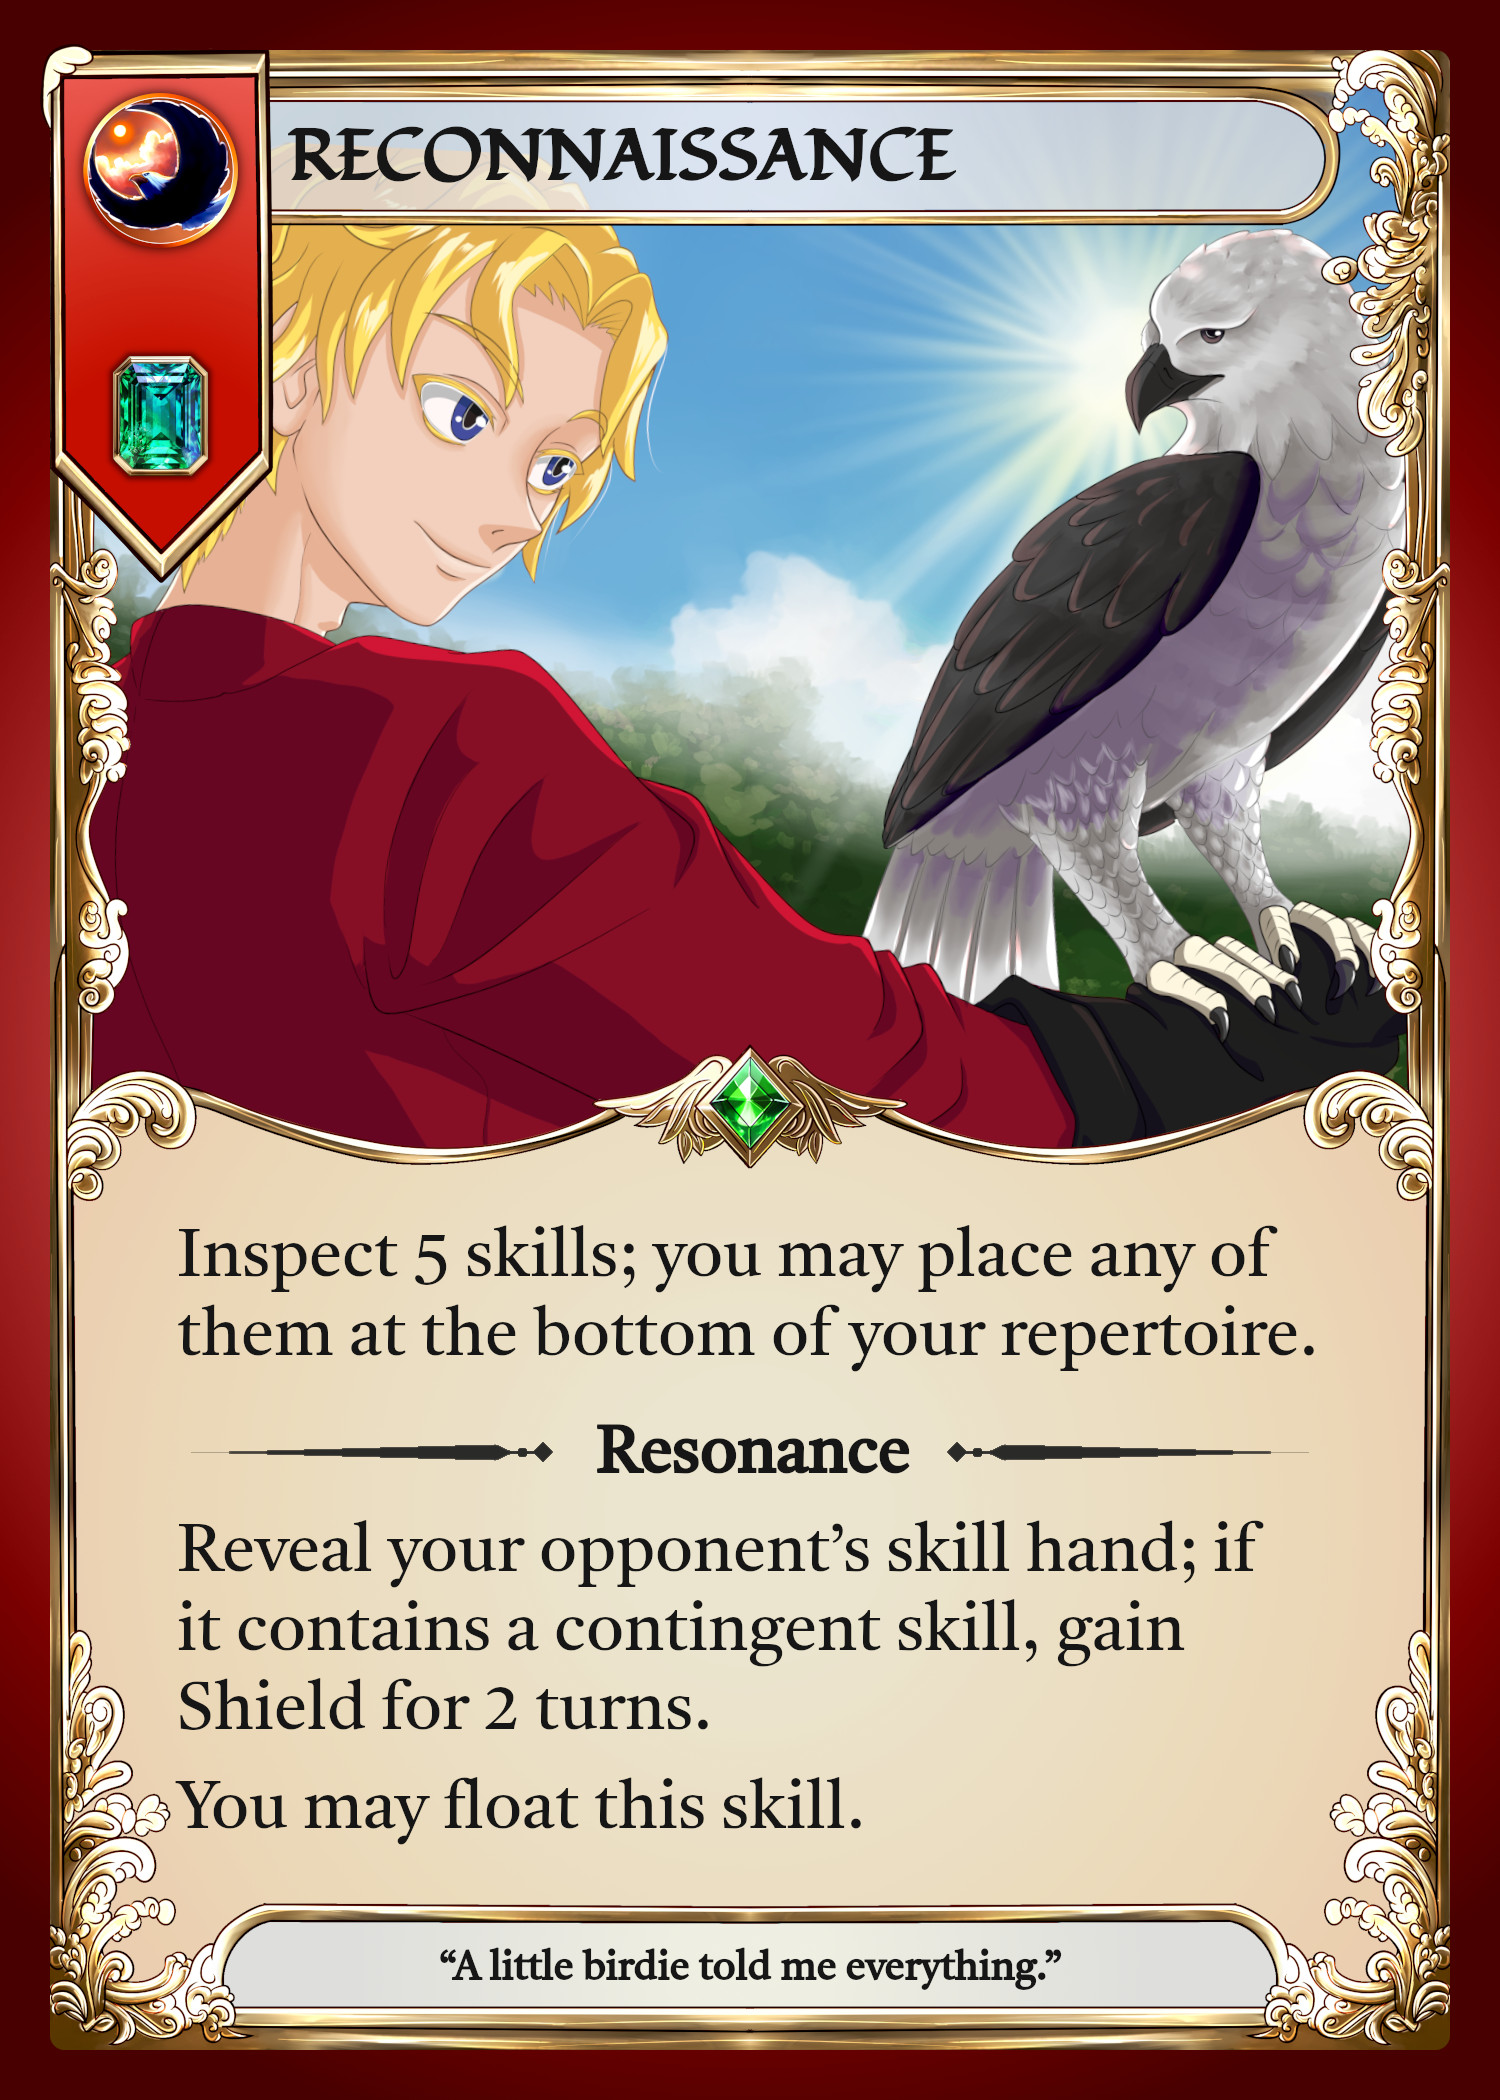 RECONNAISSANCE
Inspect 5 skills; you may place any of
them at the bottom of your repertoire.
Resonance
Reveal your opponent’s skill hand; if
it contains a contingent skill, gain
Shield for 2 turns.
You may float this skill.
“A little birdie told me everything.”